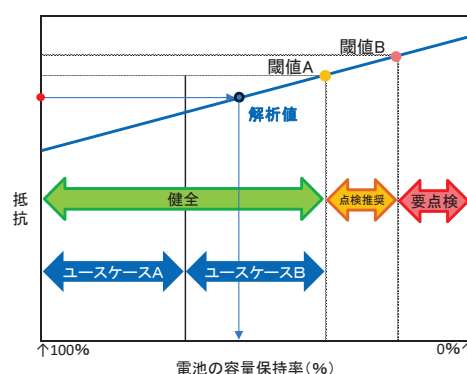 閾値B
閾値A
解析値
抵抗
健全
点検推奨
要点検
ユースケースA
ユースケースB
↑100%
0%↑
電池の容量保持率(%)